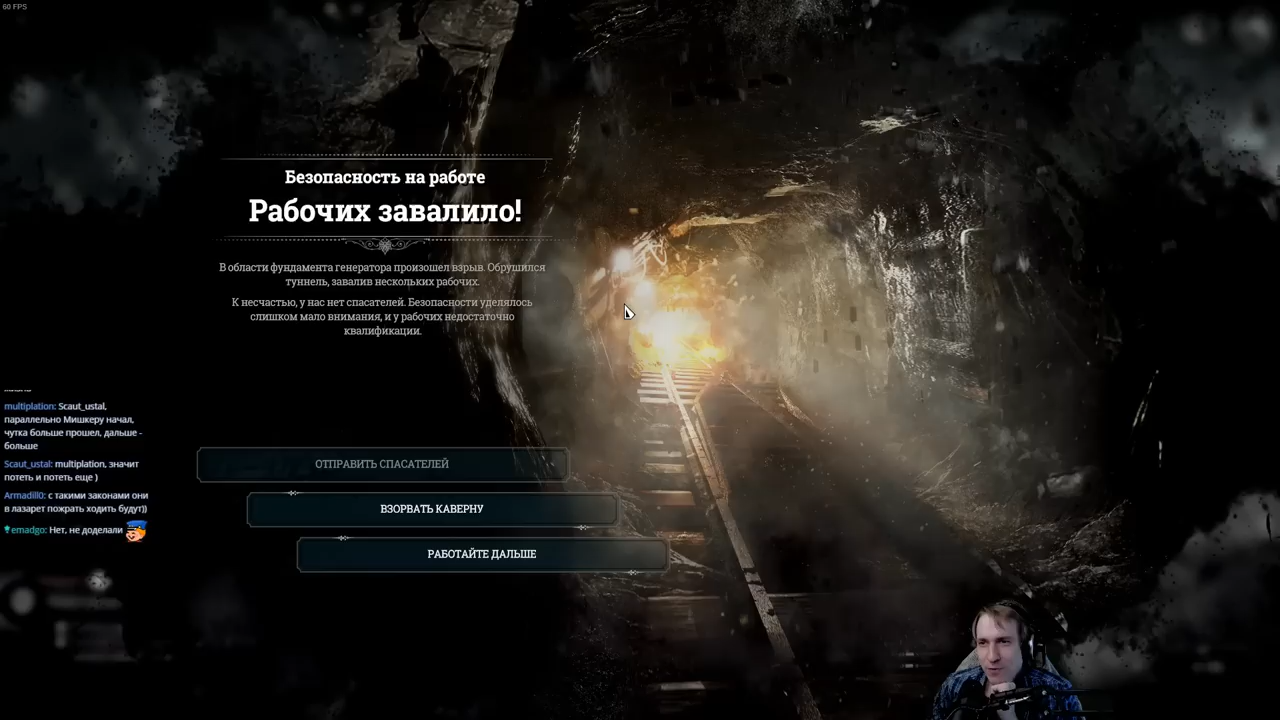 60 FPS
Безопасность на работе
Рабочих завалило!
В области фундамента генератора произошел взрыв. Обрушился
туннель, завалив нескольких рабочих.
К несчастью, у нас нет спасателей. Безопасности уделялось
слишком мало внимания, и у рабочих недостаточно
квалификации.
ОТПРАВИТЬ СПАСАТЕЛЕЙ
ВЗОРВАТЬ КАВЕРНУ
РАБОТАЙТЕ ДАЛЬШЕ
multiplation: Scaut_ustal,
параллельно Мишкеру начал,
чутка больше прошел, дальше -
больше
Scaut_ustal: multiplation, значит
потеть и потеть еще )
Armadill0: с такими законами они
в лазарет пожрать ходить будут))
emadgo: Нет, не доделали